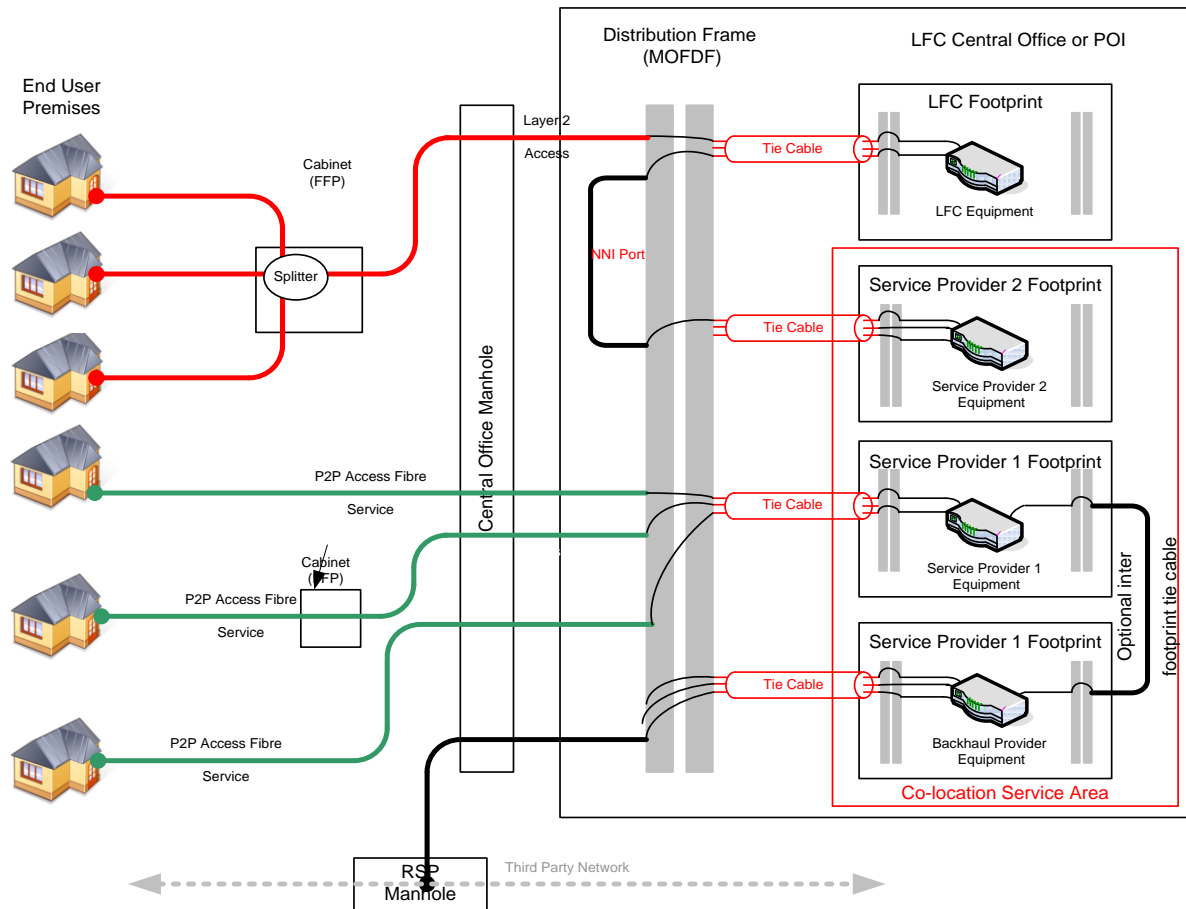 Distribution Frame
(MOFDF)
LFC Central Office or POI
End User
Premises
LFC Footprint
Layer 2
Access
Tie Cable
Cabinet
(FFP)
LFC Equipment
NNI Port
Splitter
Service Provider 2 Footprint
Tie Cable
Service Provider 2
Equipment
Central Office Manhole
Service Provider 1 Footprint
P2P Access Fibre
Service
Tie Cable
Service Provider 1
Equipment
Cabinet
(FFP)
P2P Access Fibre
Service
Optional inter
footprint tie cable
Service Provider 1 Footprint
Tie Cable
P2P Access Fibre
Service
Backhaul Provider
Equipment
Co-location Service Area
Third Party Network
RSP
Manhole